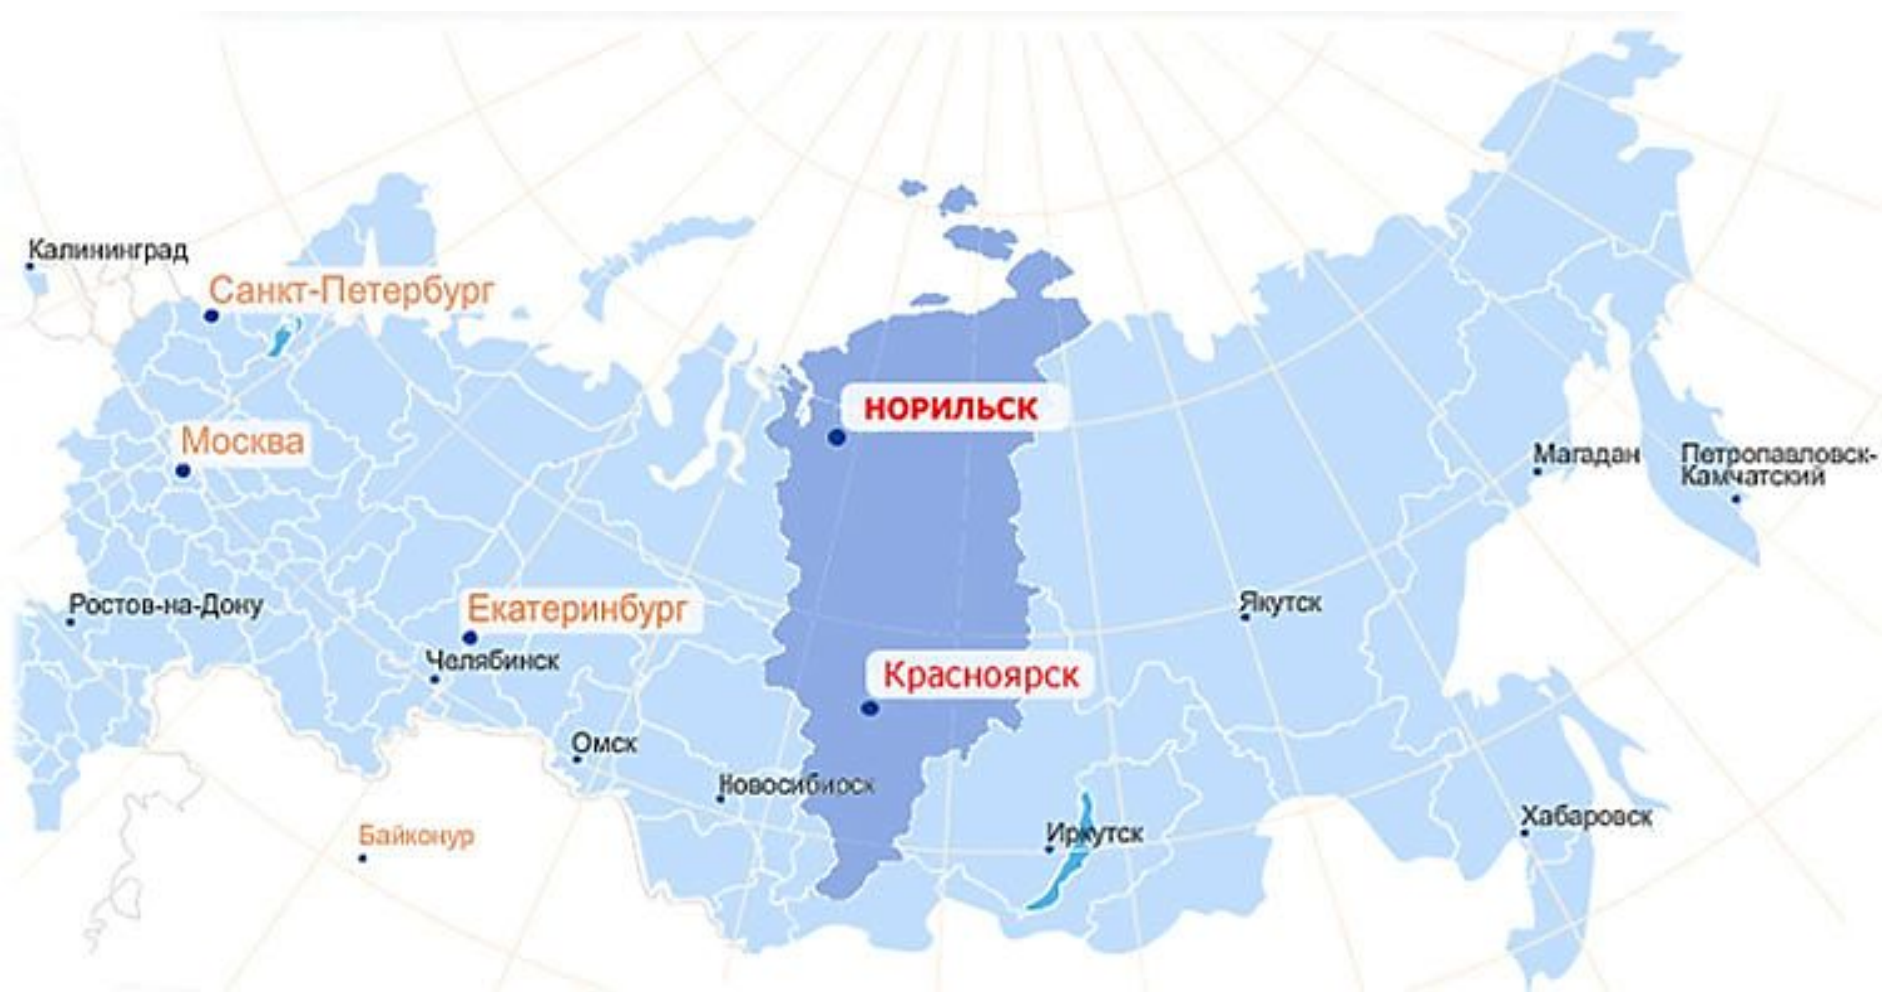 Калининград
Санкт-Петербург
НОРИЛЬСК
Москва
Магадан
Петропавловск-
Камчатский
Ростов-на-Дону
Екатеринбург
Якутск
Челябинск
Красноярск
Омск
Новосибирск
Байконур
Иркутск
Хабаровск